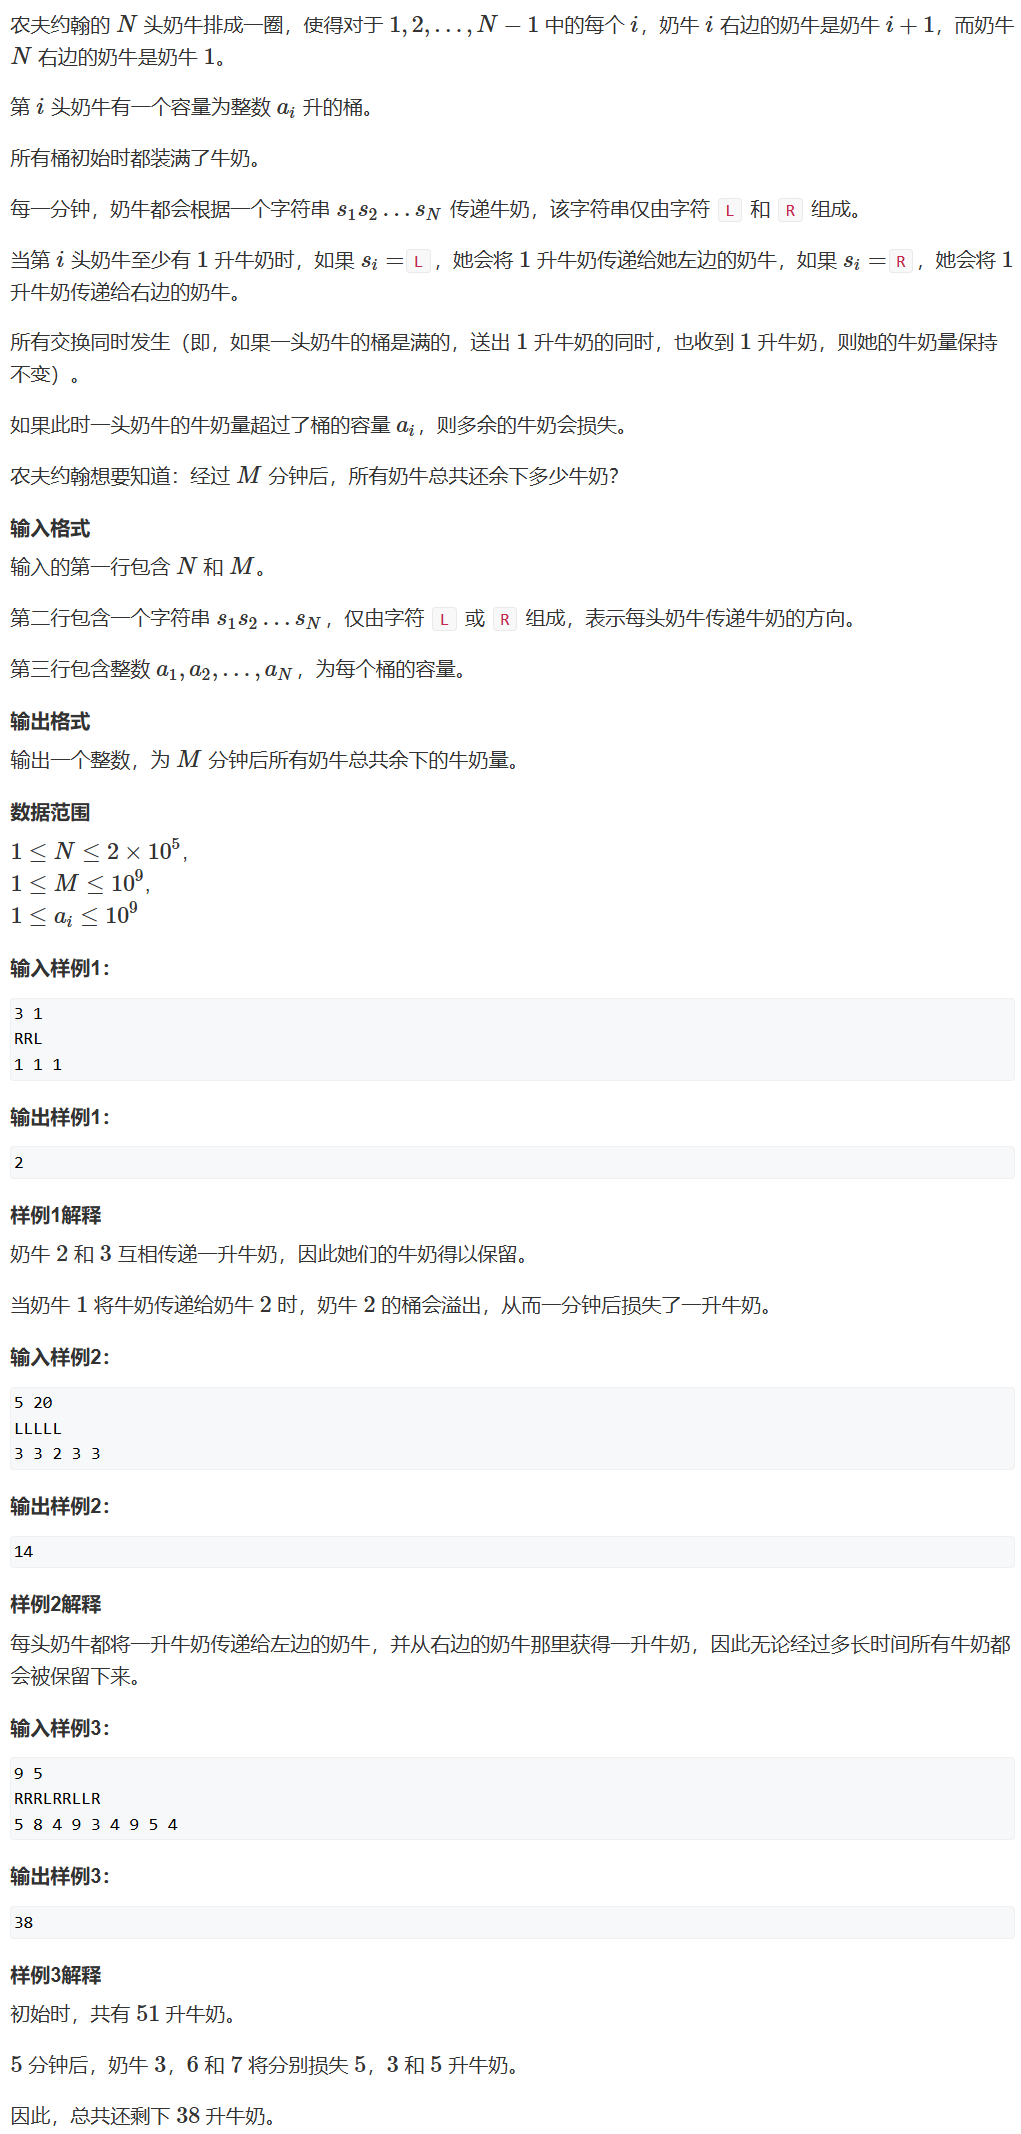 农夫约翰的 N 头奶牛排成一圈，使得对于 1, 2, . . . , N − 1 中的每个 i，奶牛 i 右边的奶牛是奶牛 i + 1，而奶牛
N 右边的奶牛是奶牛 1。
第 i 头奶牛有一个容量为整数 aᵢ 升的桶。
所有桶初始时都装满了牛奶。
每一分钟，奶牛都会根据一个字符串 s₁s₂ . . . s_N 传递牛奶，该字符串仅由字符 L 和 R 组成。
当第 i 头奶牛至少有 1 升牛奶时，如果 sᵢ = L ，她会将 1 升牛奶传递给她左边的奶牛，如果 sᵢ = R ，她会将 1
升牛奶传递给右边的奶牛。
所有交换同时发生（即，如果一头奶牛的桶是满的，送出 1 升牛奶的同时，也收到 1 升牛奶，则她的牛奶量保持
不变）。
如果此时一头奶牛的牛奶量超过了桶的容量 aᵢ，则多余的牛奶会损失。
农夫约翰想要知道：经过 M 分钟后，所有奶牛总共还余下多少牛奶？
输入格式
输入的第一行包含 N 和 M。
第二行包含一个字符串 s₁s₂ . . . s_N，仅由字符 L 或 R 组成，表示每头奶牛传递牛奶的方向。
第三行包含整数 a₁, a₂, . . . , a_N，为每个桶的容量。
输出格式
输出一个整数，为 M 分钟后所有奶牛总共余下的牛奶量。
数据范围
1 ≤ N ≤ 2 × 10⁵,
1 ≤ M ≤ 10⁹,
1 ≤ aᵢ ≤ 10⁹
输入样例1：
3 1
RRL
1 1 1
输出样例1：
2
样例1解释
奶牛 2 和 3 互相传递一升牛奶，因此她们的牛奶得以保留。
当奶牛 1 将牛奶传递给奶牛 2 时，奶牛 2 的桶会溢出，从而一分钟后损失了一升牛奶。
输入样例2：
5 20
LLLLL
3 3 2 3 3
输出样例2：
14
样例2解释
每头奶牛都将一升牛奶传递给左边的奶牛，并从右边的奶牛那里获得一升牛奶，因此无论经过多长时间所有牛奶都
会被保留下来。
输入样例3：
9 5
RRRLRRLLR
5 8 4 9 3 4 9 5 4
输出样例3：
38
样例3解释
初始时，共有 51 升牛奶。
5 分钟后，奶牛 3，6 和 7 将分别损失 5，3 和 5 升牛奶。
因此，总共还剩下 38 升牛奶。